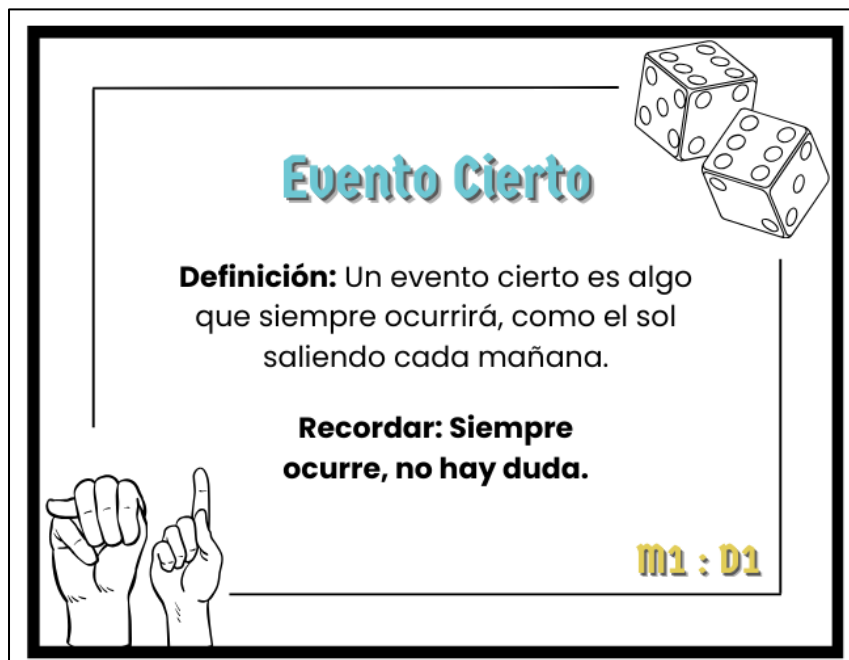 Evento Cierto
Definición: Un evento cierto es algo
que siempre ocurrirá, como el sol
saliendo cada mañana.
Recordar: Siempre
ocurre, no hay duda.
M1 : D1